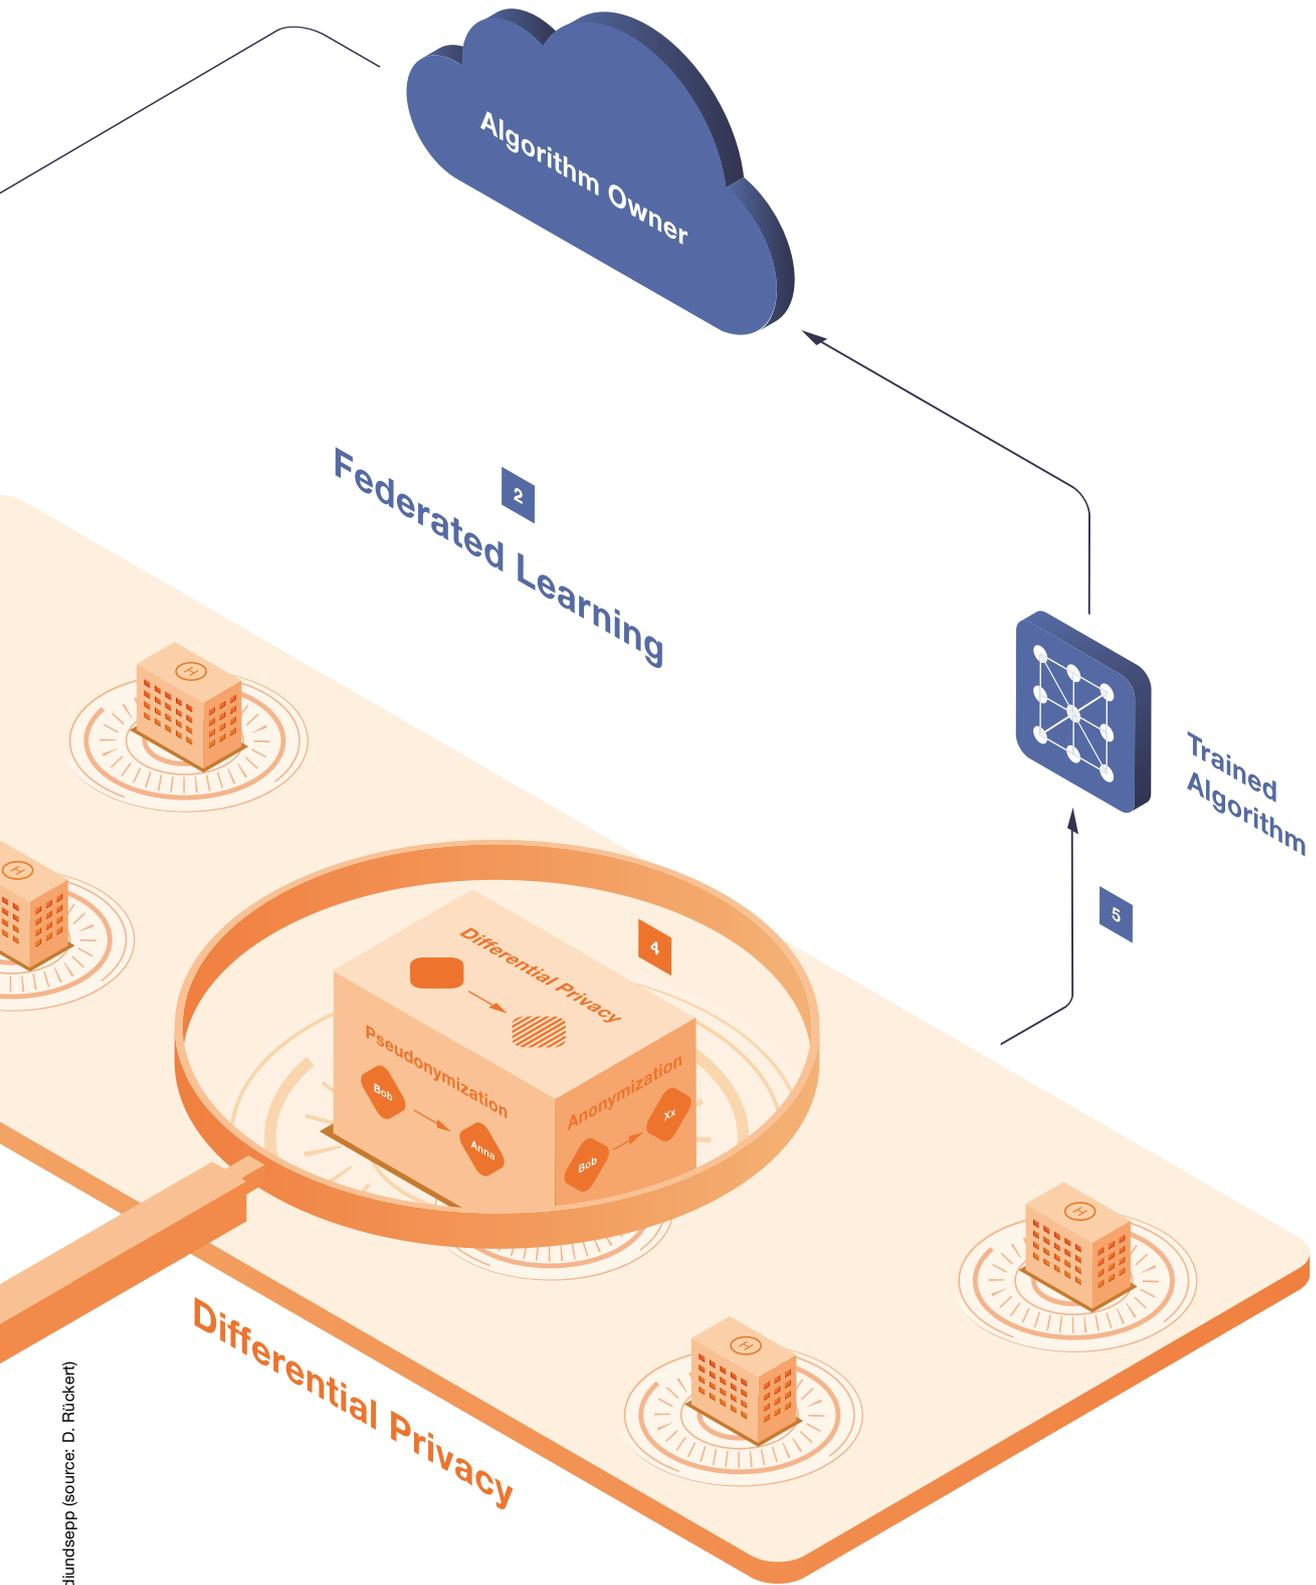 Algorithm Owner
2
Federated Learning
Trained
Algorithm
5
4
Differential Privacy
Pseudonymization
Bob
Anna
Anonymization
Bob
Xx
H
H
H
H
Differential Privacy
diundsepp (source: D. Rückert)